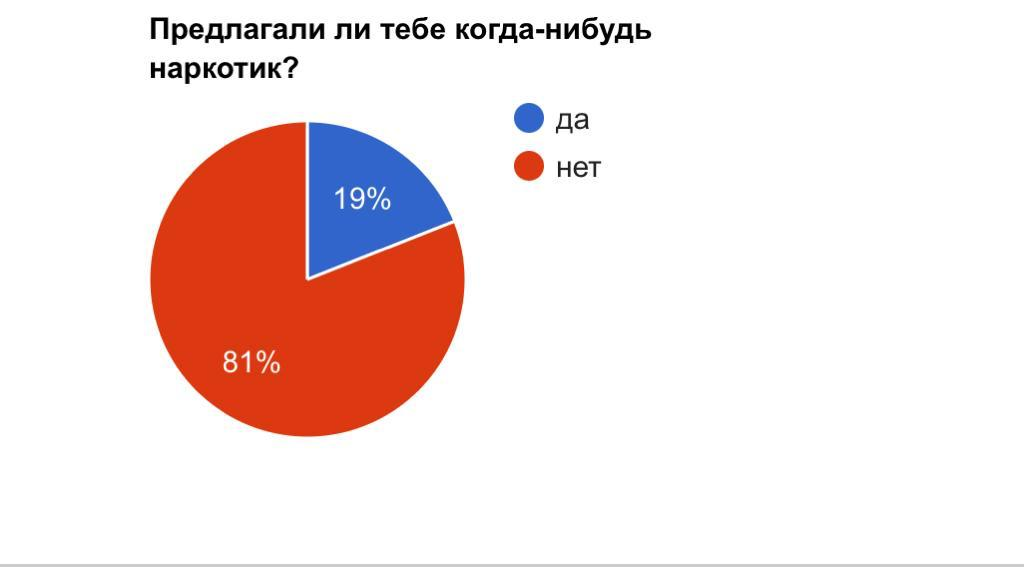 Предлагали ли тебе когда-нибудь
наркотик?
да
нет
19%
81%